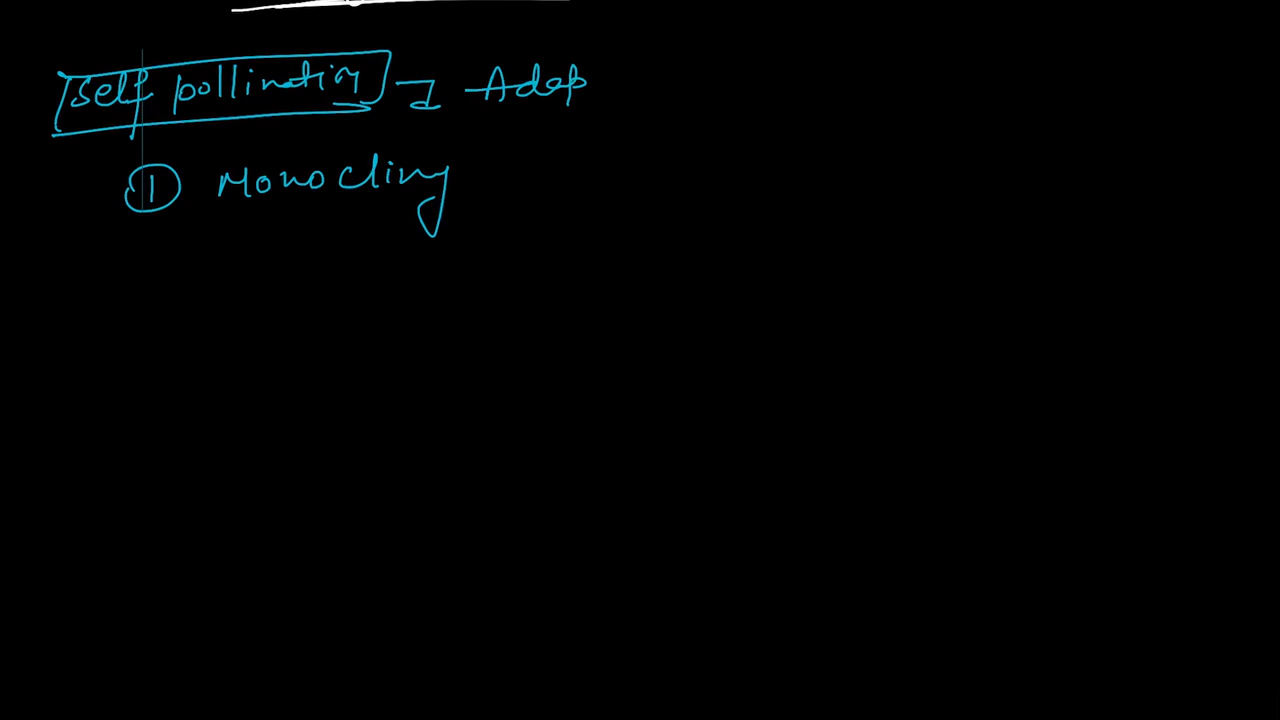 Self pollination → Adap
① Monocliny